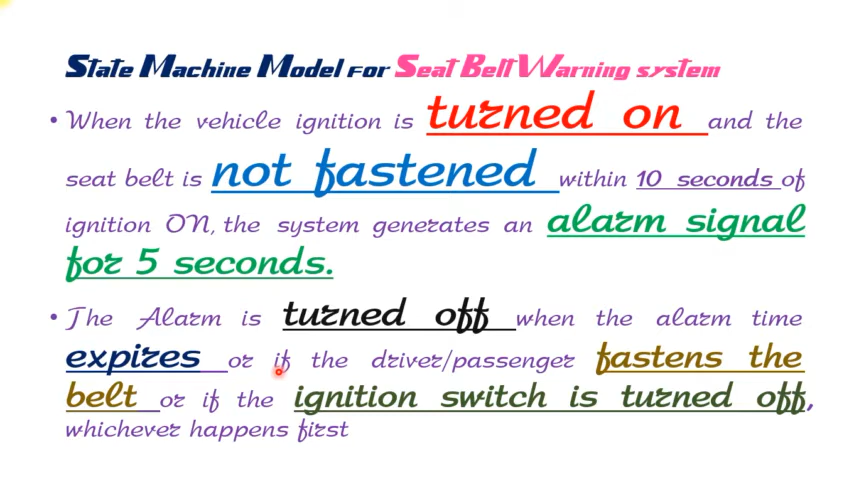 State Machine Model for Seat Belt Warning system
• When the vehicle ignition is turned on and the
seat belt is not fastened within 10 seconds of
ignition ON, the system generates an alarm signal
for 5 seconds.
• The Alarm is turned off when the alarm time
expires or if the driver/passenger fastens the
belt or if the ignition switch is turned off,
whichever happens first